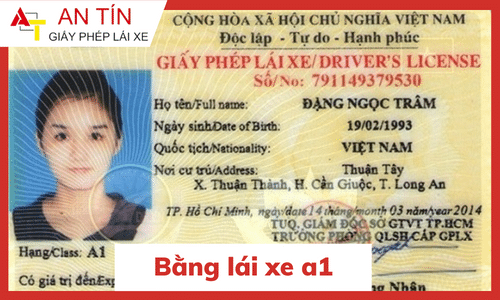 AN TÍN
GIẤY PHÉP LÁI XE
CỘNG HÒA XÃ HỘI CHỦ NGHĨA VIỆT NAM
Độc lập - Tự do - Hạnh phúc
GIẤY PHÉP LÁI XE/DRIVER'S LICENSE
Số/No: 791149379530
Họ tên/Full name: ĐẶNG NGỌC TRÂM
Ngày sinh/Date of Birth: 19/02/1993
Quốc tịch/Nationality: VIỆT NAM
Nơi cư trú/Address: Thuận Tây
X. Thuận Thành, H. Cần Giuộc, T. Long An
TP. Hồ Chí Minh, ngày/date 14 tháng/month 03 năm/year 2014
TUQ. GIÁM ĐỐC SỞ GTVT TP.HCM
TRƯỞNG PHÒNG QLSH CẤP GPLX
Hạng/Class: A1
Có giá trị đến/Exp
Nhân
Bằng lái xe a1